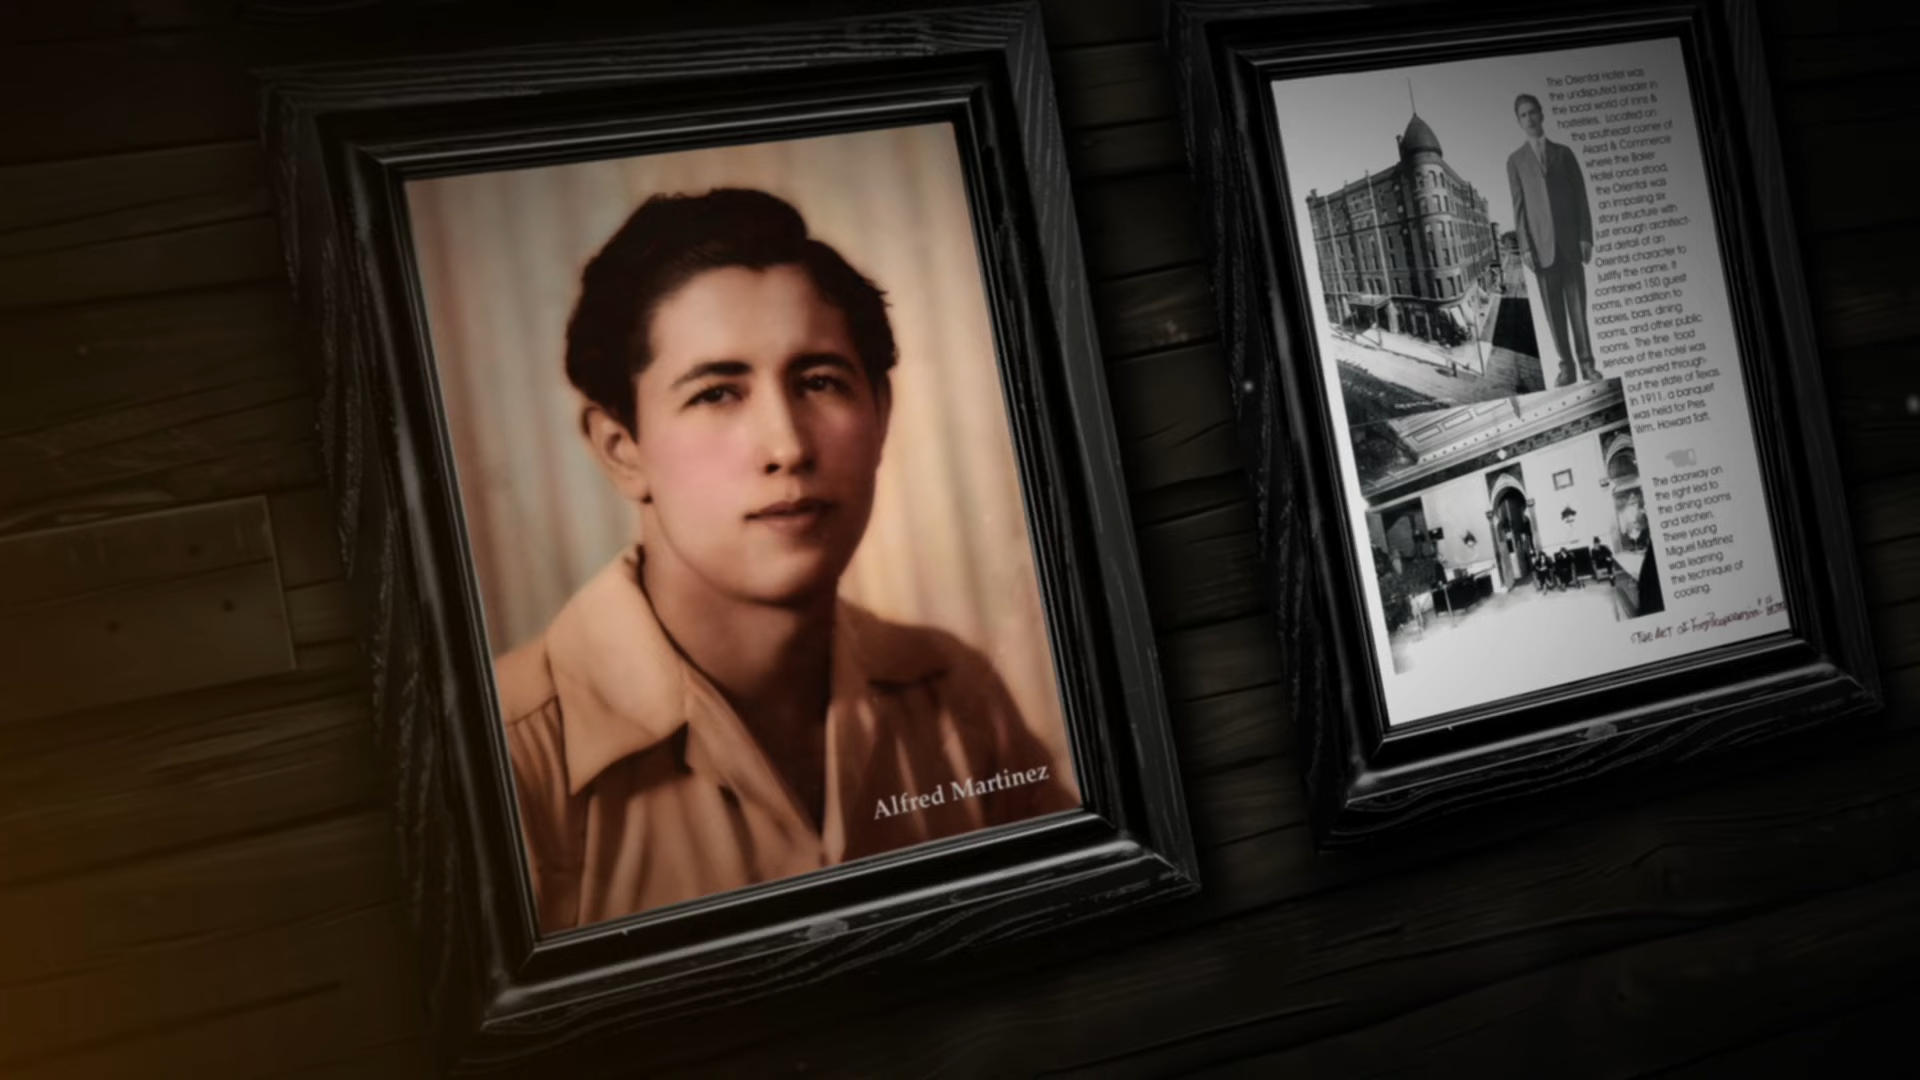 Alfred Martinez
The Oriental Hotel was
the undisputed leader in
the local world of inns &
hostelries. Located on
the southeast corner of
Akard & Commerce
where the Baker
Hotel once stood,
the Oriental was
an imposing six
story structure with
just enough architect-
ural detail of an
Oriental character to
justify the name. It
contained 150 guest
rooms, in addition to
lobbies, bars, dining
rooms, and other public
rooms. The fine food
service of the hotel was
renowned through-
out the state of Texas.
In 1911, a banquet
was held for Pres.
Wm. Howard Taft.
The doorway on
the right led to
the dining rooms
and kitchen.
There young
Miguel Martinez
was learning
the technique of
cooking.
"The Art of